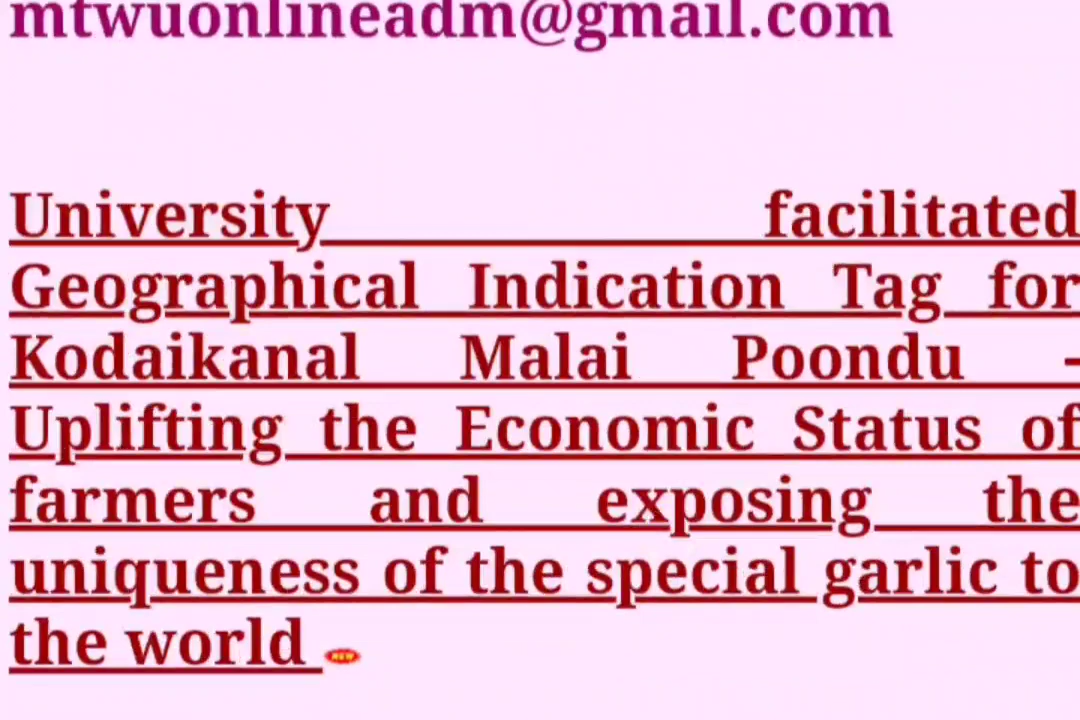 mtwuonlineadm@gmail.com
University facilitated
Geographical Indication Tag for
Kodaikanal Malai Poondu -
Uplifting the Economic Status of
farmers and exposing the
uniqueness of the special garlic to
the world NEW